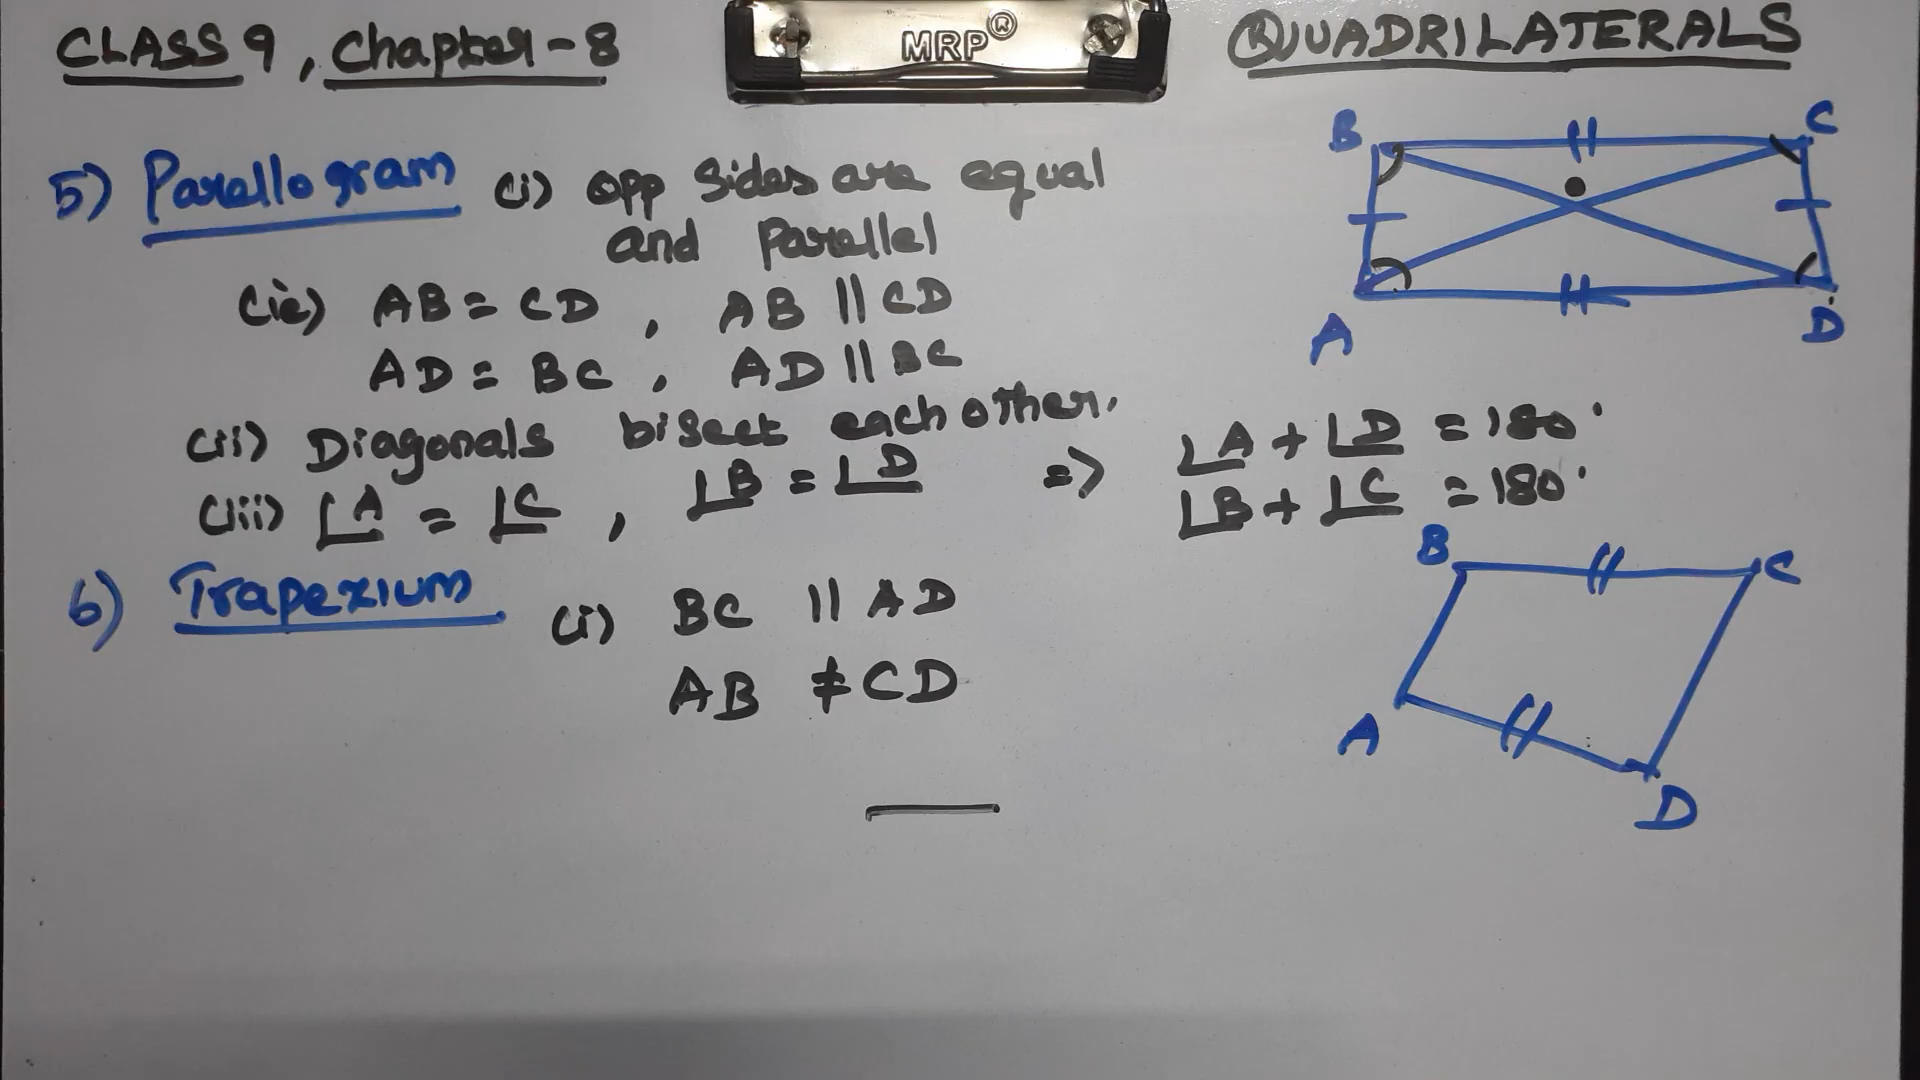 CLASS 9, Chapter-8
MRP®
QUADRILATERALS
5) Parallogram (i) opp sides are equal
and Parallel
(ie) AB = CD, AB || CD
AD = BC, AD || BC
(ii) Diagonals bisect each other.
(iii) ∠A = ∠C, ∠B = ∠D => ∠A + ∠D = 180°
∠B + ∠C = 180°
B C
A D
6) Trapezium (i) BC || AD
AB ≠ CD
B C
A
D